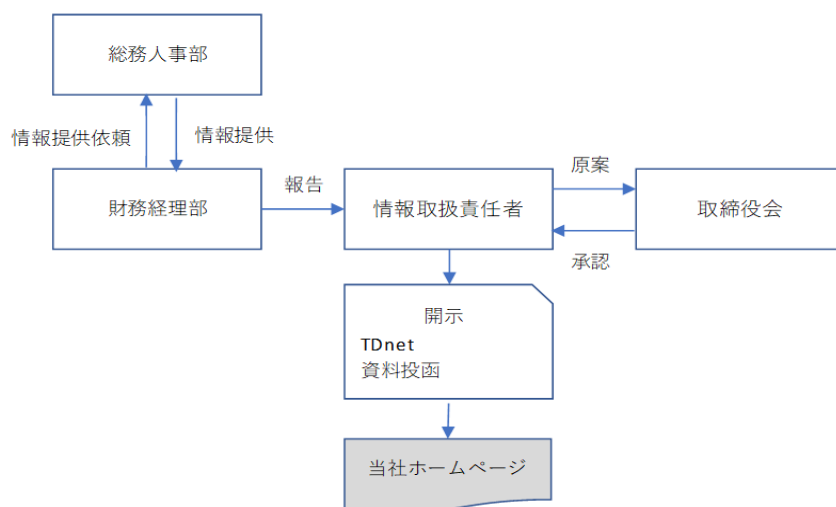 総務人事部
情報提供依頼
情報提供
財務経理部
報告
情報取扱責任者
原案
取締役会
承認
開示
TDnet
資料投函
当社ホームページ